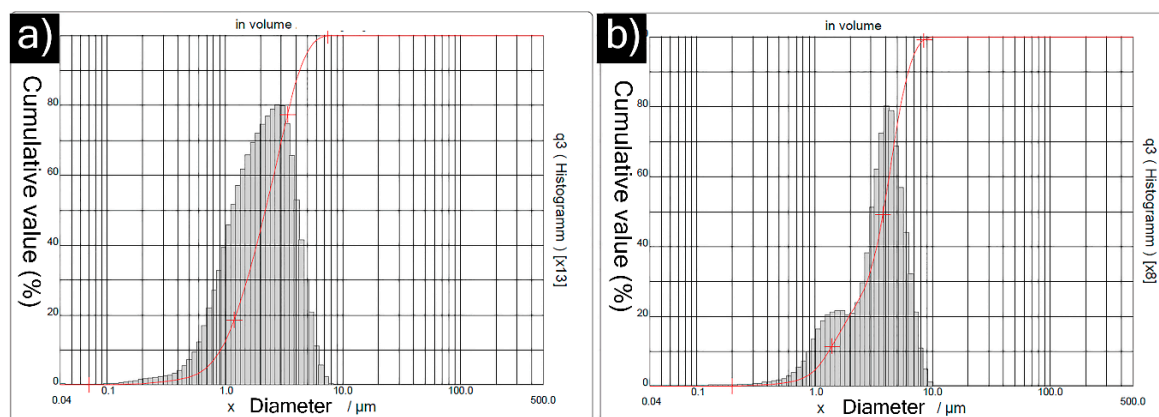 a)
in volume
Cumulative value (%)
80
60
40
20
0
0.04 0.1 1.0 10.0 100.0 500.0
x Diameter / µm
q3 ( Histogramm ) [x13]
b)
in volume
Cumulative value (%)
80
60
40
20
0
0.04 0.1 1.0 10.0 100.0 500.0
x Diameter / µm
q3 ( Histogramm ) [x8]